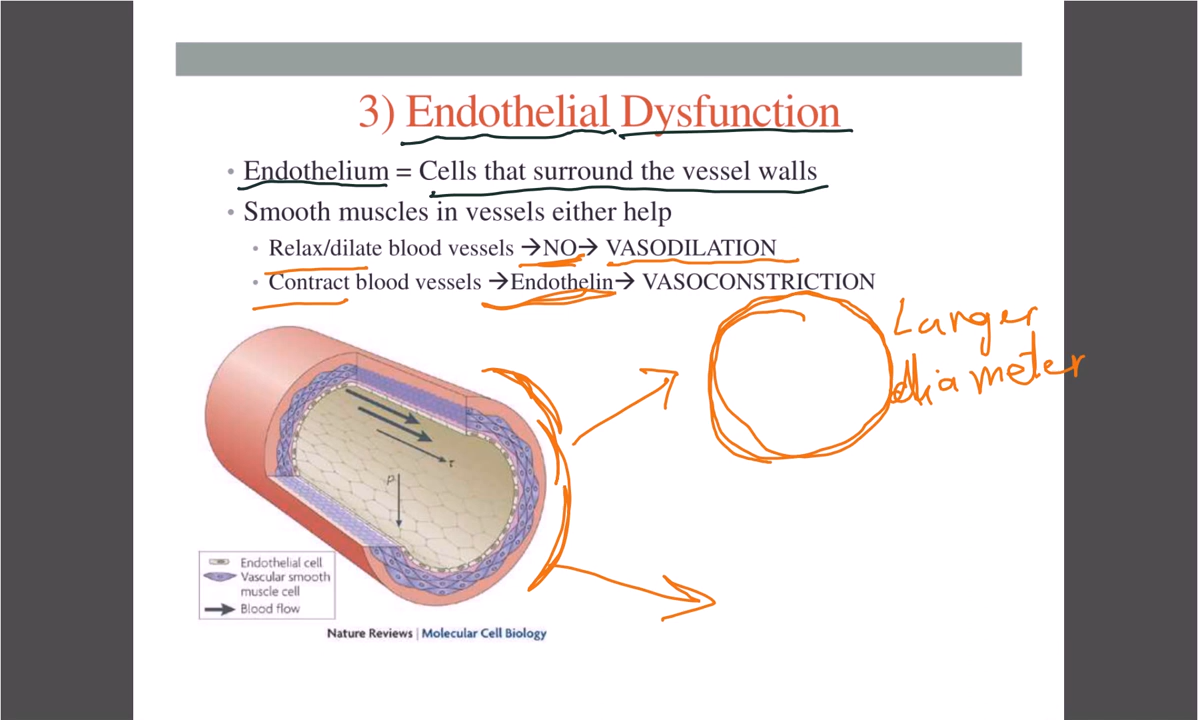 3) Endothelial Dysfunction
• Endothelium = Cells that surround the vessel walls
• Smooth muscles in vessels either help
• Relax/dilate blood vessels →NO→ VASODILATION
• Contract blood vessels →Endothelin→ VASOCONSTRICTION
Larger
diameter
τ
P
Endothelial cell
Vascular smooth
muscle cell
Blood flow
Nature Reviews | Molecular Cell Biology